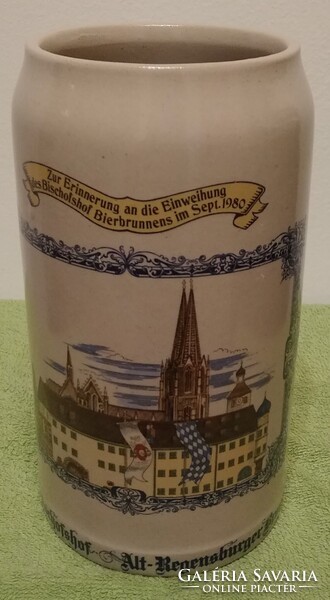 Zur Erinnerung an die Einweihung
des Bischofshof Bierbrunnens im Sept. 1980
Alt-Regensburger
GALÉRIA SAVARIA
ONLINE PIACTÉR